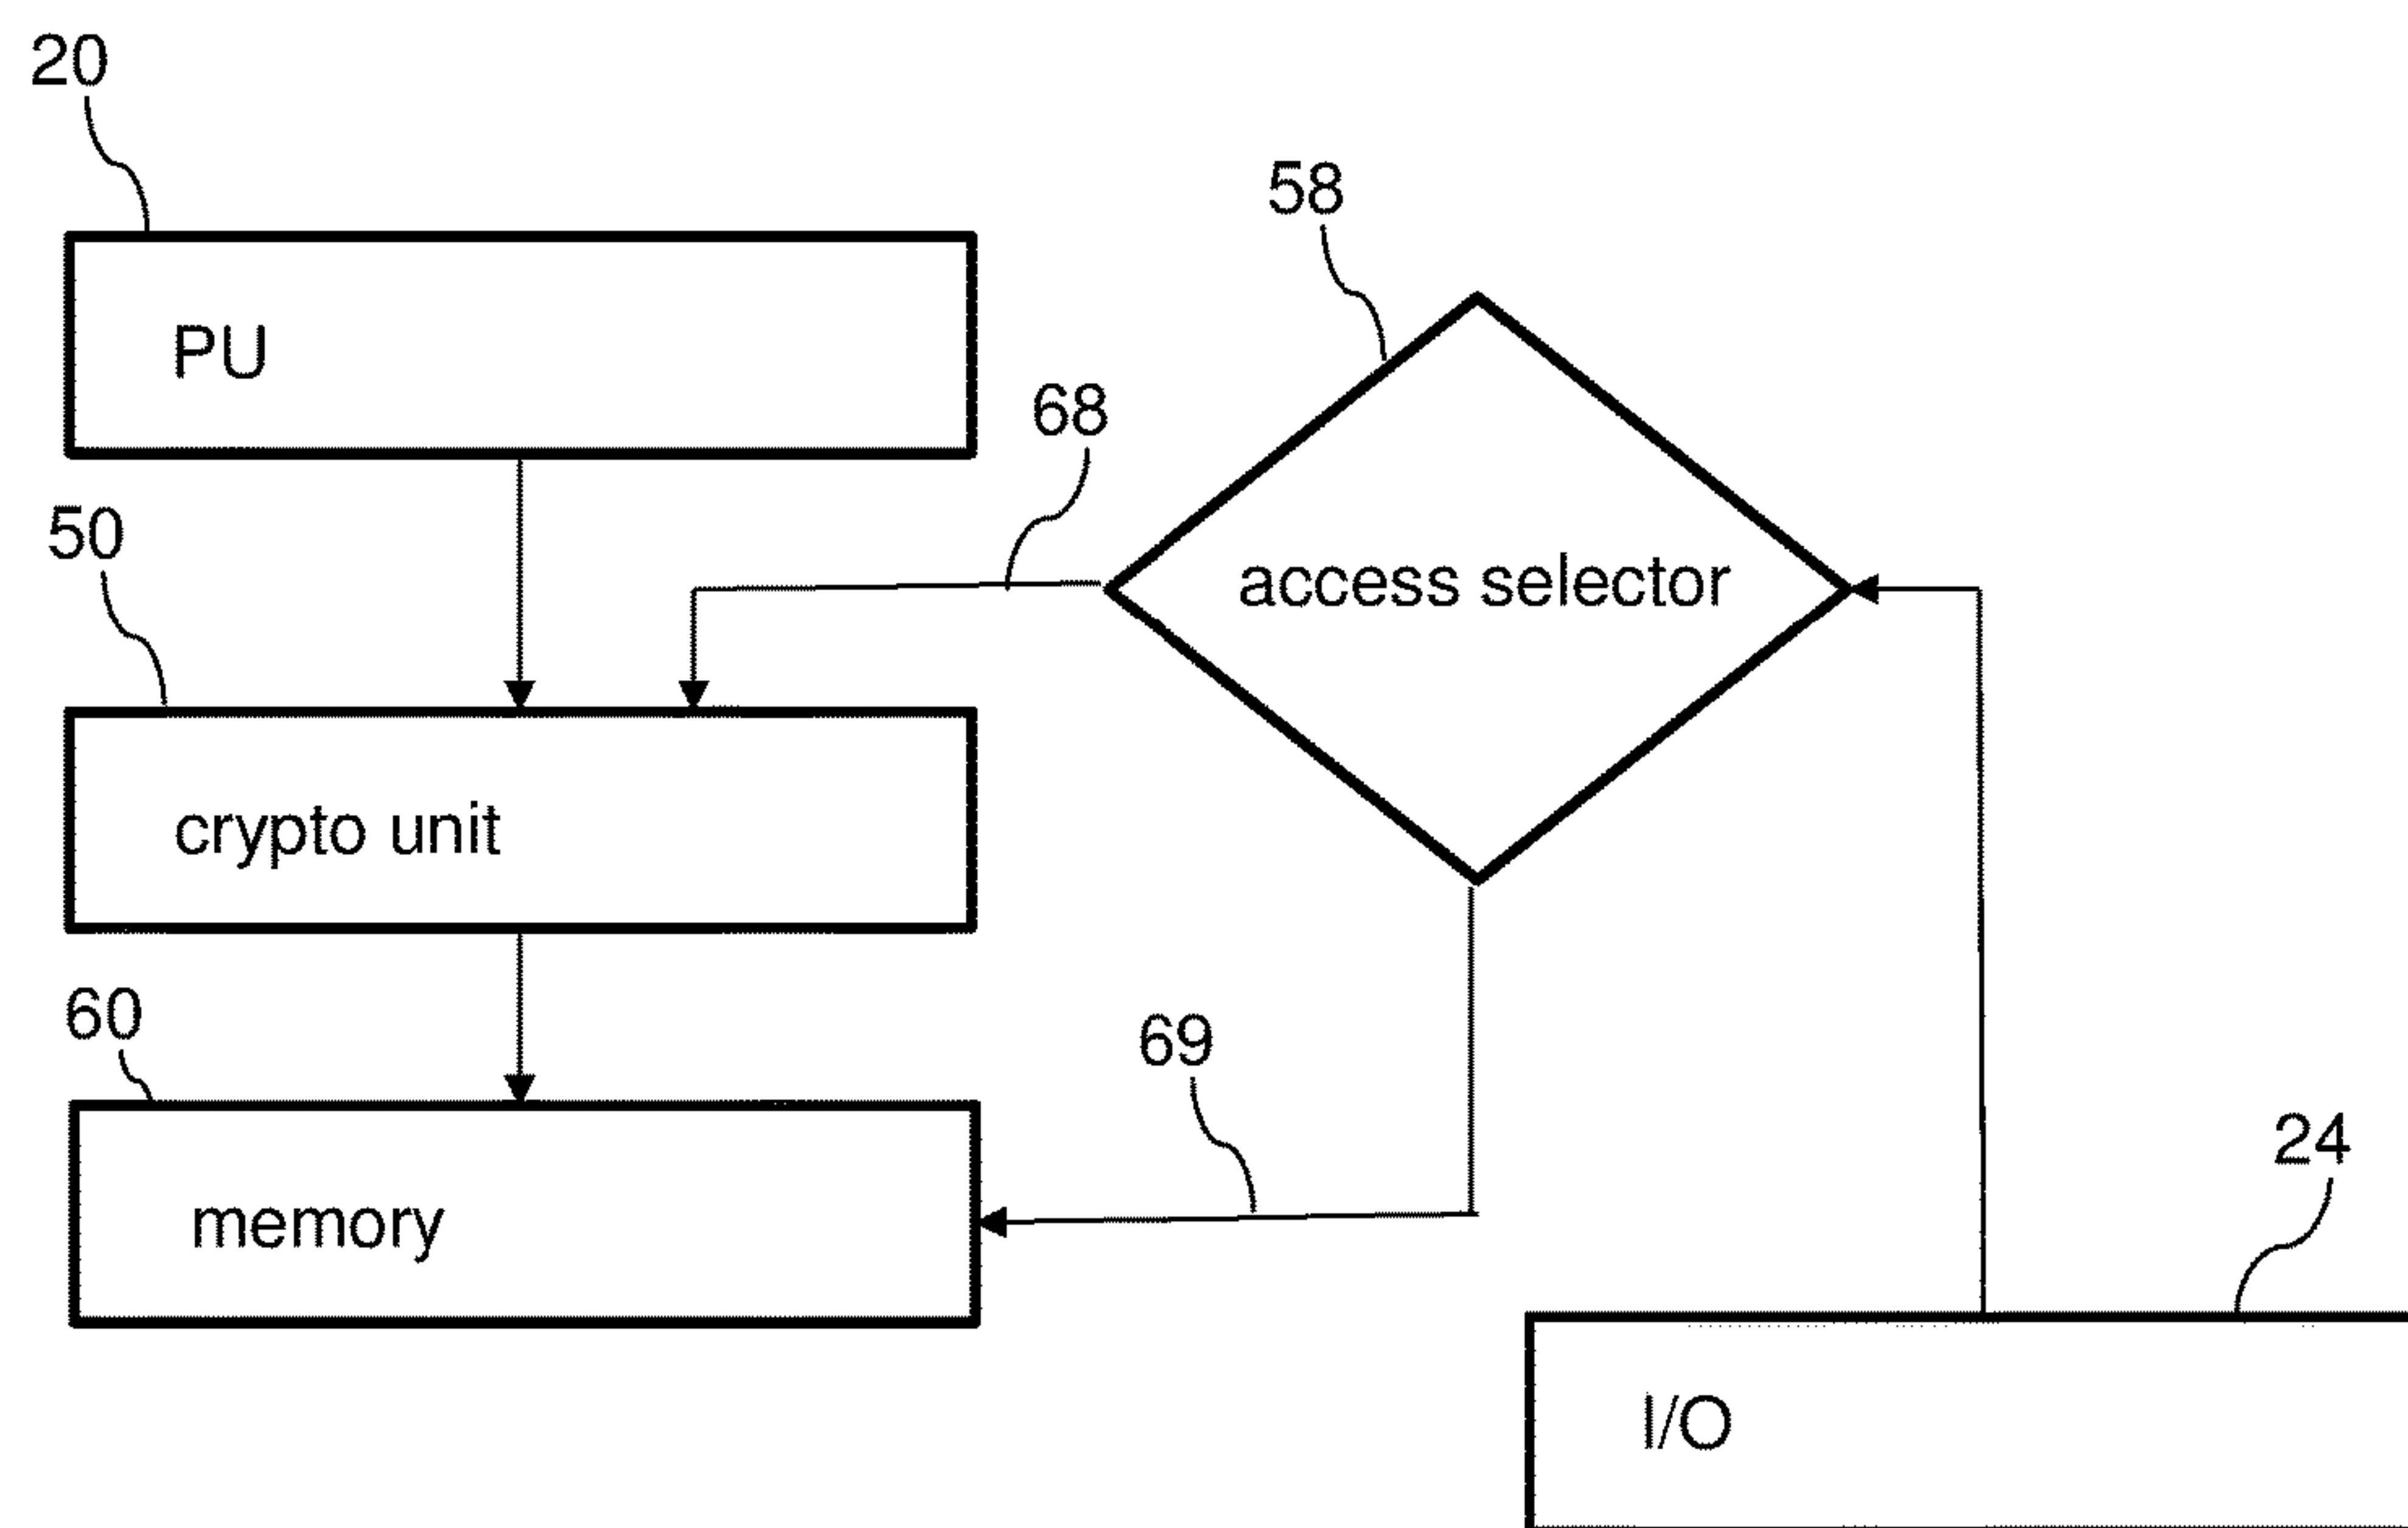 20
58
PU
68
50
access selector
crypto unit
60
69
24
memory
I/O